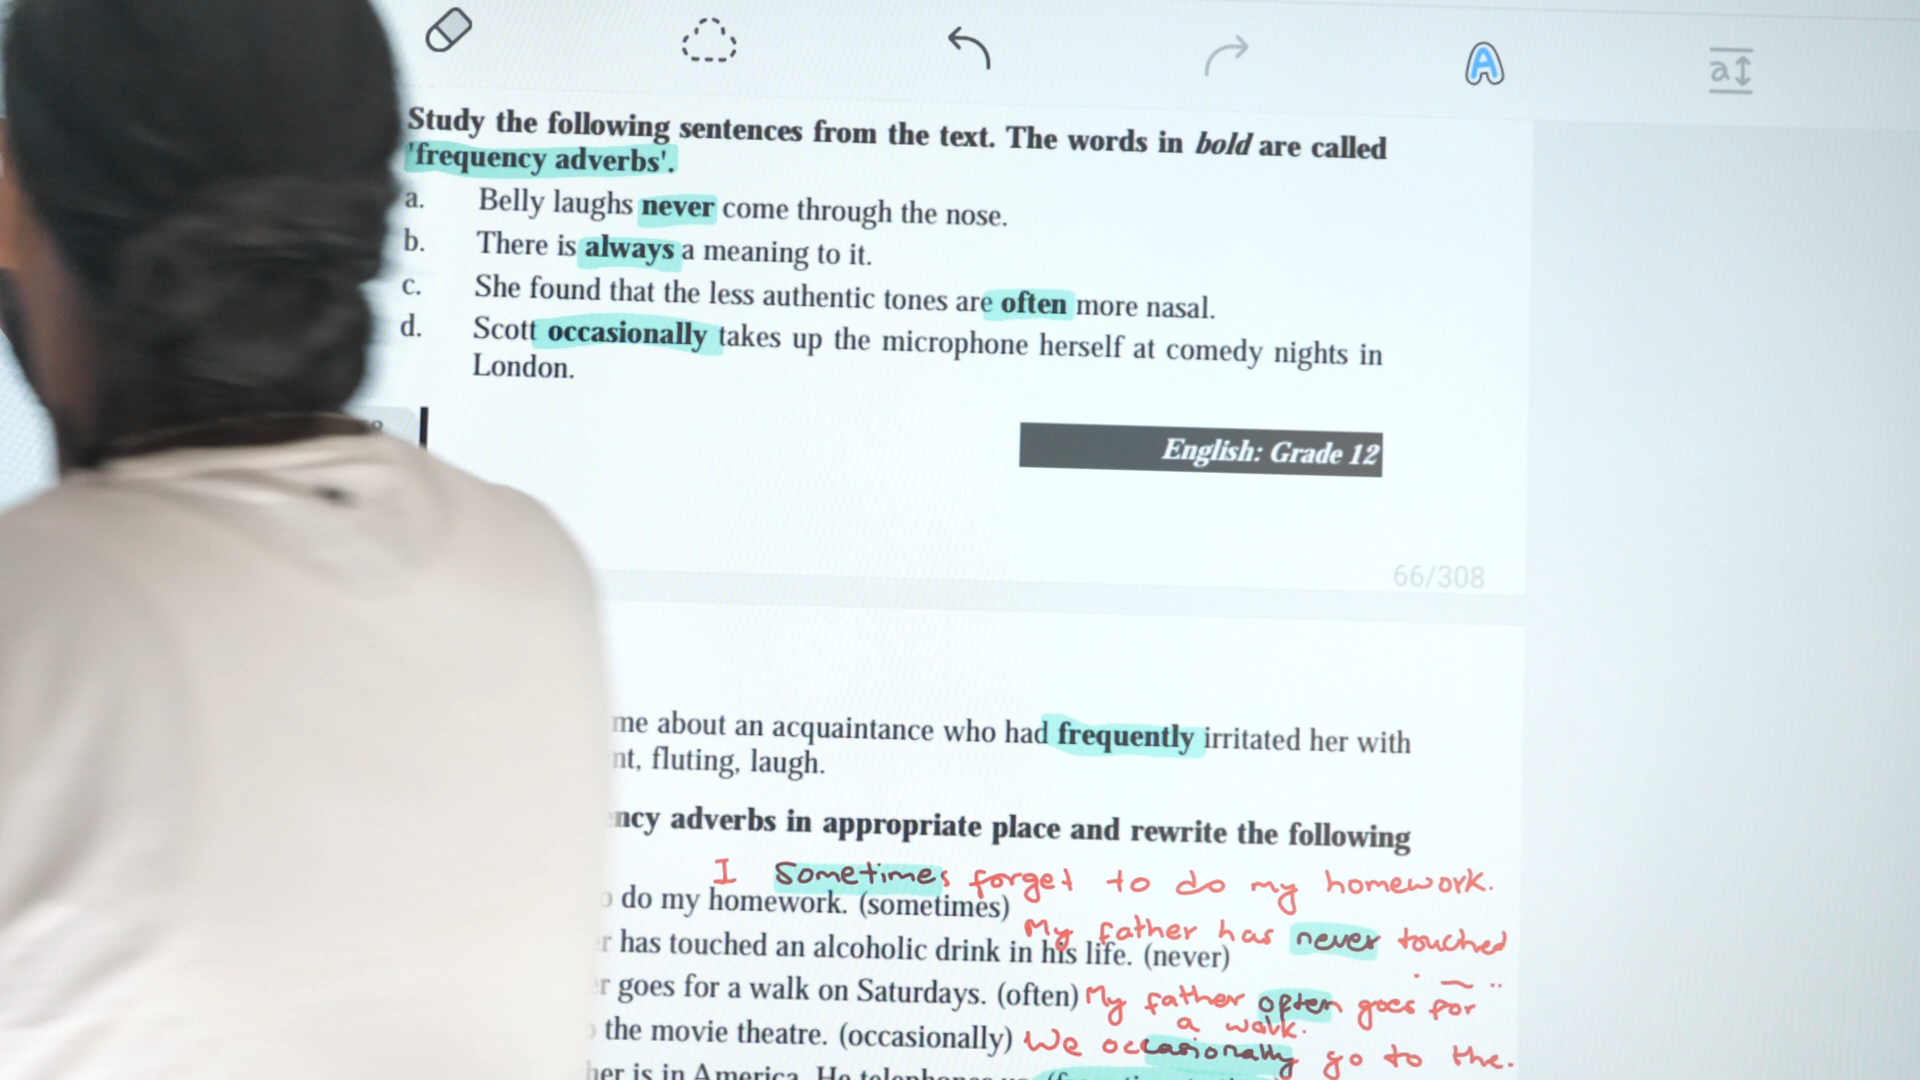 Study the following sentences from the text. The words in bold are called
'frequency adverbs'.
a. Belly laughs never come through the nose.
b. There is always a meaning to it.
c. She found that the less authentic tones are often more nasal.
d. Scott occasionally takes up the microphone herself at comedy nights in
London.
English: Grade 12
66/308
me about an acquaintance who had frequently irritated her with
fluting, laugh.
adverbs in appropriate place and rewrite the following
I Sometimes forget to do my homework.
do my homework. (sometimes)
My father has never touched
has touched an alcoholic drink in his life. (never)
goes for a walk on Saturdays. (often) My father often goes for
a walk.
the movie theatre. (occasionally) We occasionally go to the.
is in America. He